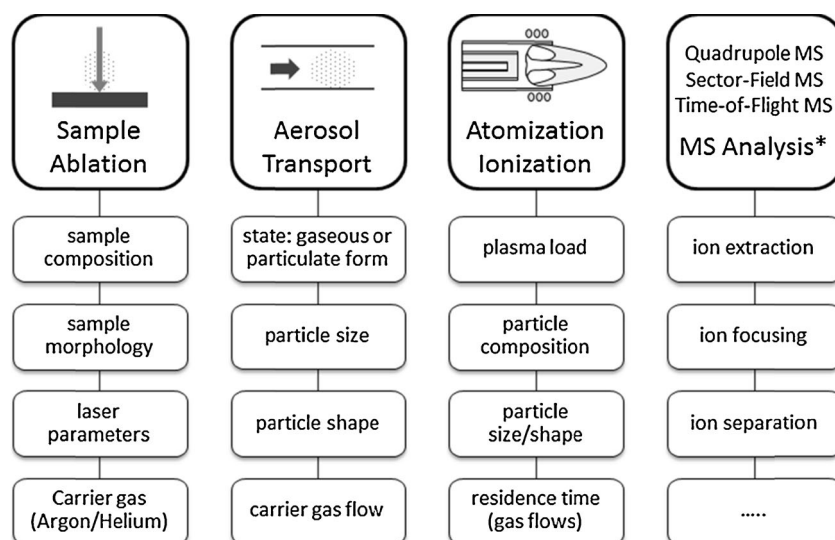 Sample
Ablation
sample
composition
sample
morphology
laser
parameters
Carrier gas
(Argon/Helium)
Aerosol
Transport
state: gaseous or
particulate form
particle size
particle shape
carrier gas flow
Atomization
Ionization
plasma load
particle
composition
particle
size/shape
residence time
(gas flows)
Quadrupole MS
Sector-Field MS
Time-of-Flight MS
MS Analysis*
ion extraction
ion focusing
ion separation
.....